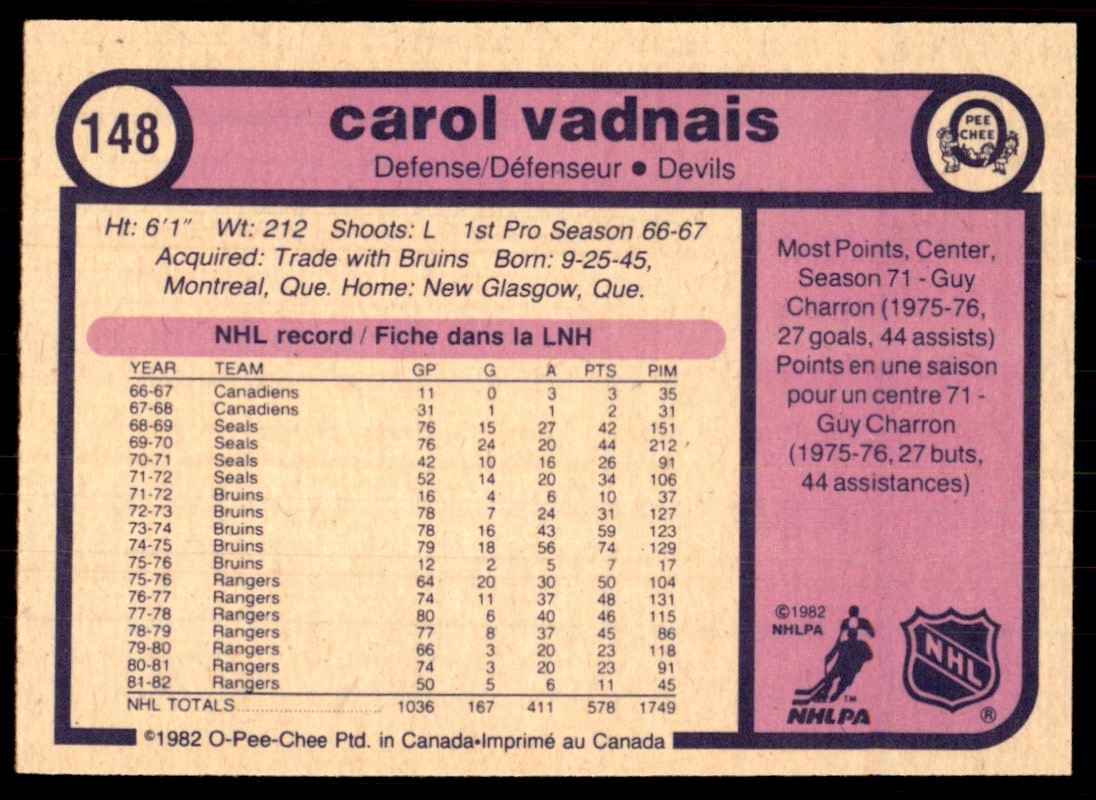 148
carol vadnais
Defense/Défenseur • Devils
O
PEE
CHEE
Ht: 6'1" Wt: 212 Shoots: L 1st Pro Season 66-67
Acquired: Trade with Bruins Born: 9-25-45,
Montreal, Que. Home: New Glasgow, Que.
NHL record / Fiche dans la LNH
YEAR TEAM GP G A PTS PIM
66-67 Canadiens 11 0 3 3 35
67-68 Canadiens 31 1 1 2 31
68-69 Seals 76 15 27 42 151
69-70 Seals 76 24 20 44 212
70-71 Seals 42 10 16 26 91
71-72 Seals 52 14 20 34 106
71-72 Bruins 16 4 6 10 37
72-73 Bruins 78 7 24 31 127
73-74 Bruins 78 16 43 59 123
74-75 Bruins 79 18 56 74 129
75-76 Bruins 12 2 5 7 17
75-76 Rangers 64 20 30 50 104
76-77 Rangers 74 11 37 48 131
77-78 Rangers 80 6 40 46 115
78-79 Rangers 77 8 37 45 86
79-80 Rangers 66 3 20 23 118
80-81 Rangers 74 3 20 23 91
81-82 Rangers 50 5 6 11 45
NHL TOTALS 1036 167 411 578 1749
Most Points, Center,
Season 71 - Guy
Charron (1975-76,
27 goals, 44 assists)
Points en une saison
pour un centre 71 -
Guy Charron
(1975-76, 27 buts,
44 assistances)
©1982
NHLPA
TM
NHLPA
NHL
®
©1982 O-Pee-Chee Ptd. in Canada•Imprimé au Canada